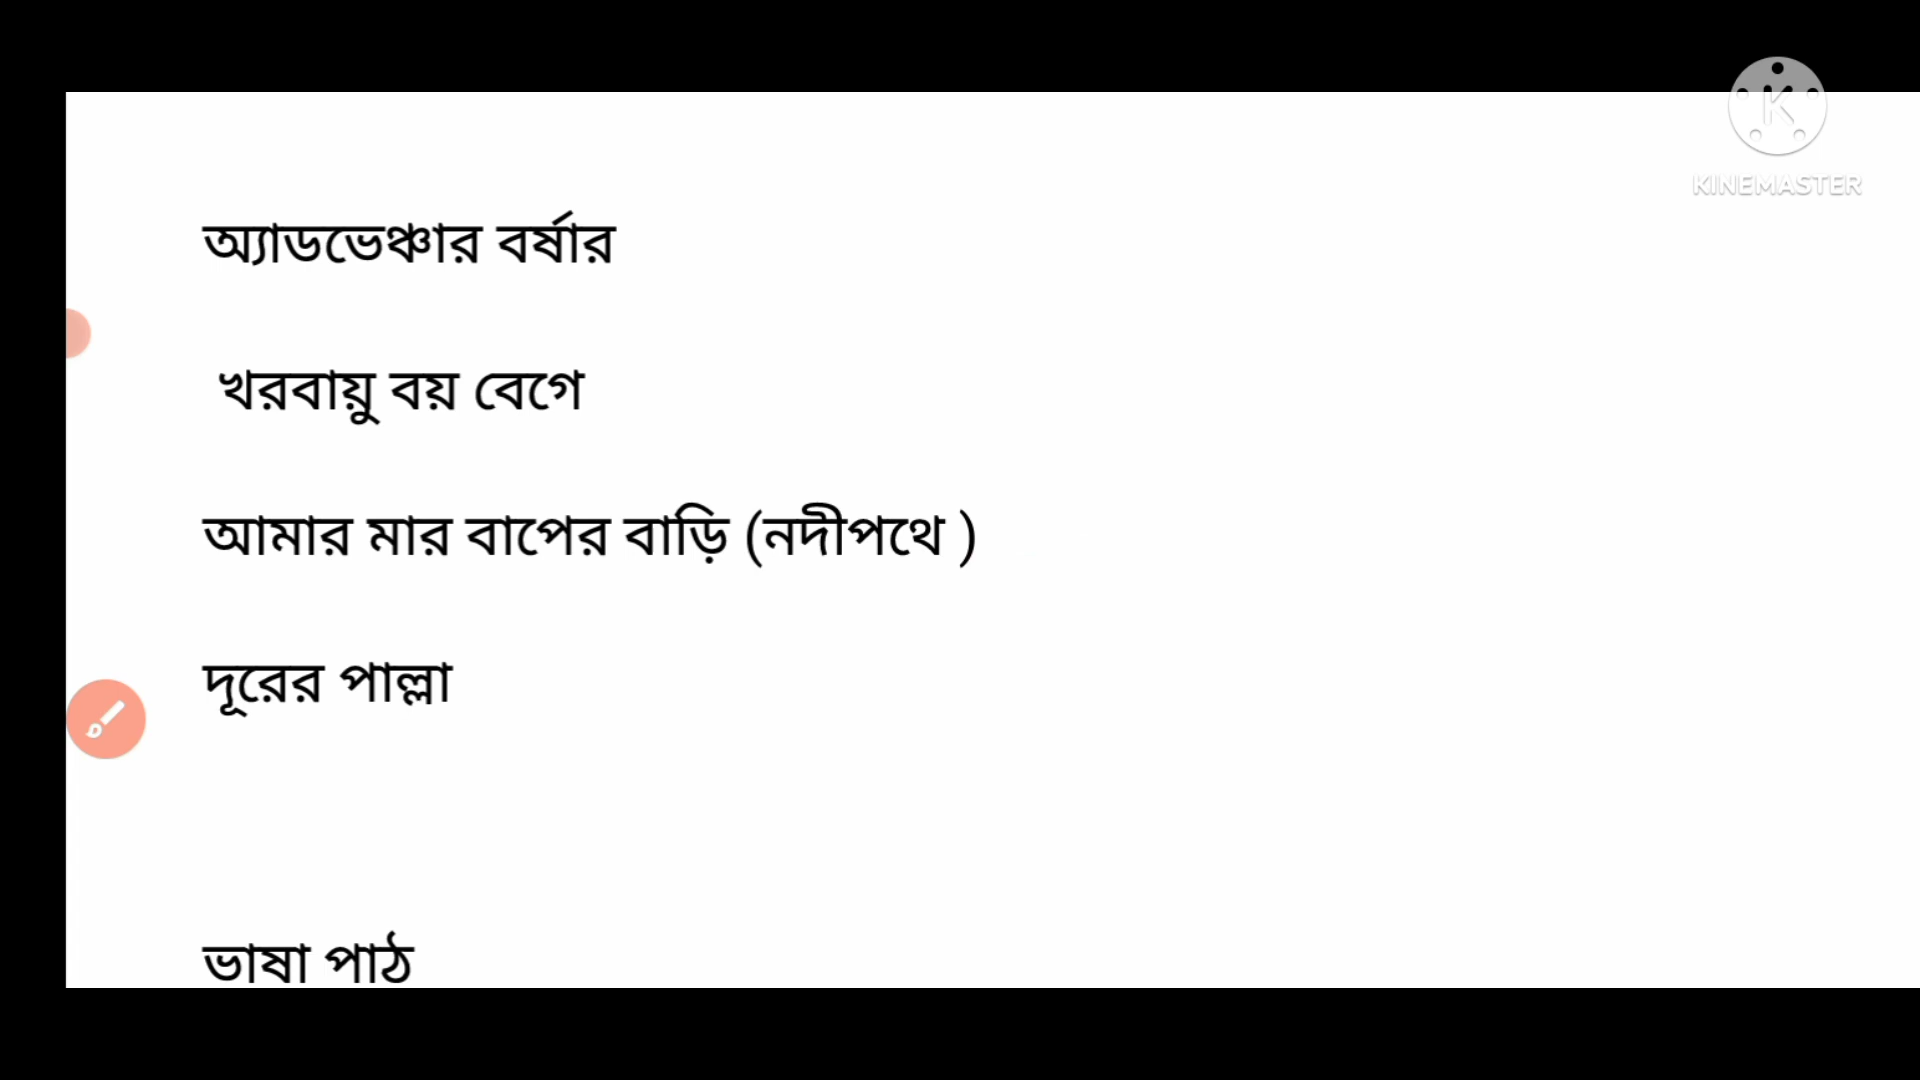 KINEMASTER
অ্যাডভেঞ্চার বর্ষার
খরবায়ু বয় বেগে
আমার মার বাপের বাড়ি (নদীপথে )
দূরের পাল্লা
ভাষা পাঠ